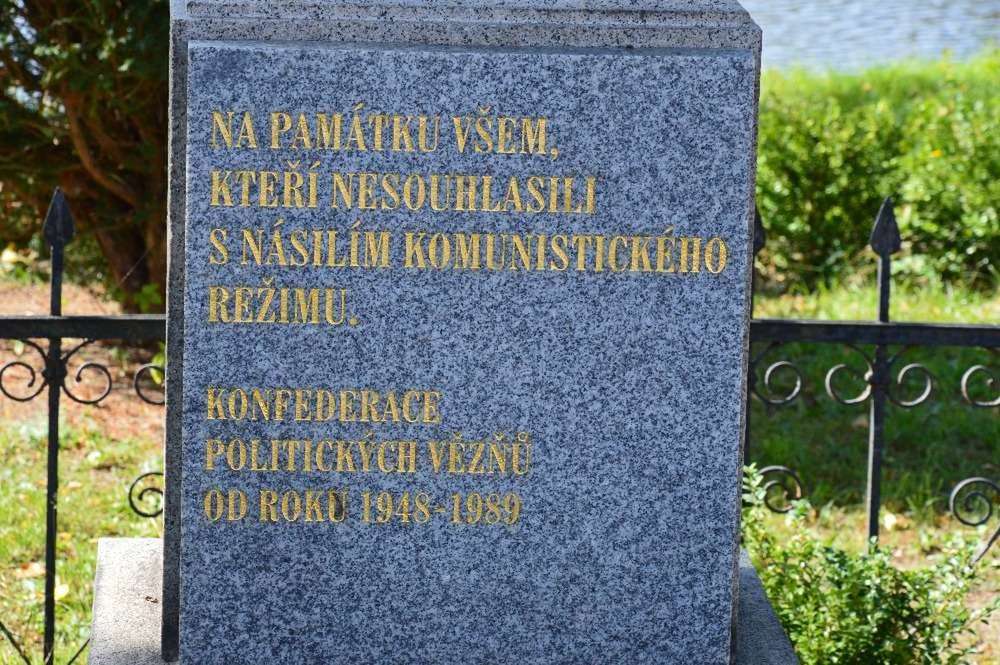 NA PAMÁTKU VŠEM,
KTEŘÍ NESOUHLASILI
S NÁSILÍM KOMUNISTICKÉHO
REŽIMU.
KONFEDERACE
POLITICKÝCH VĚZŇŮ
OD ROKU 1948-1989